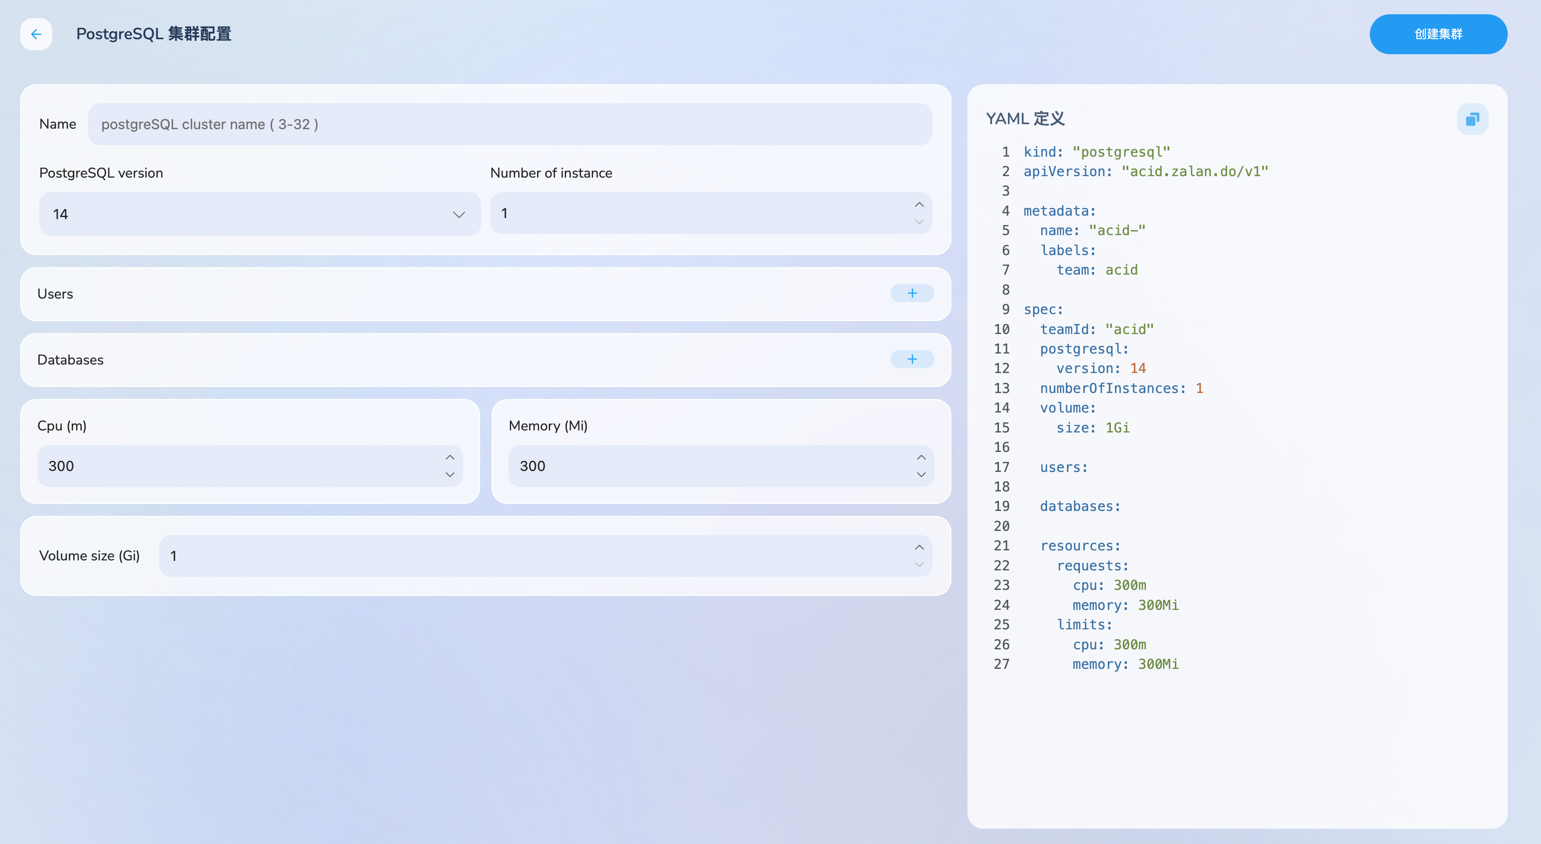 PostgreSQL 集群配置
创建集群
Name
postgreSQL cluster name ( 3-32 )
PostgreSQL version
Number of instance
14
1
Users
Databases
Cpu (m)
Memory (Mi)
300
300
Volume size (Gi)
1
YAML 定义
1 kind: "postgresql"
2 apiVersion: "acid.zalan.do/v1"
3
4 metadata:
5   name: "acid-"
6   labels:
7     team: acid
8
9 spec:
10   teamId: "acid"
11   postgresql:
12     version: 14
13   numberOfInstances: 1
14   volume:
15     size: 1Gi
16
17   users:
18
19   databases:
20
21   resources:
22     requests:
23       cpu: 300m
24       memory: 300Mi
25     limits:
26       cpu: 300m
27       memory: 300Mi